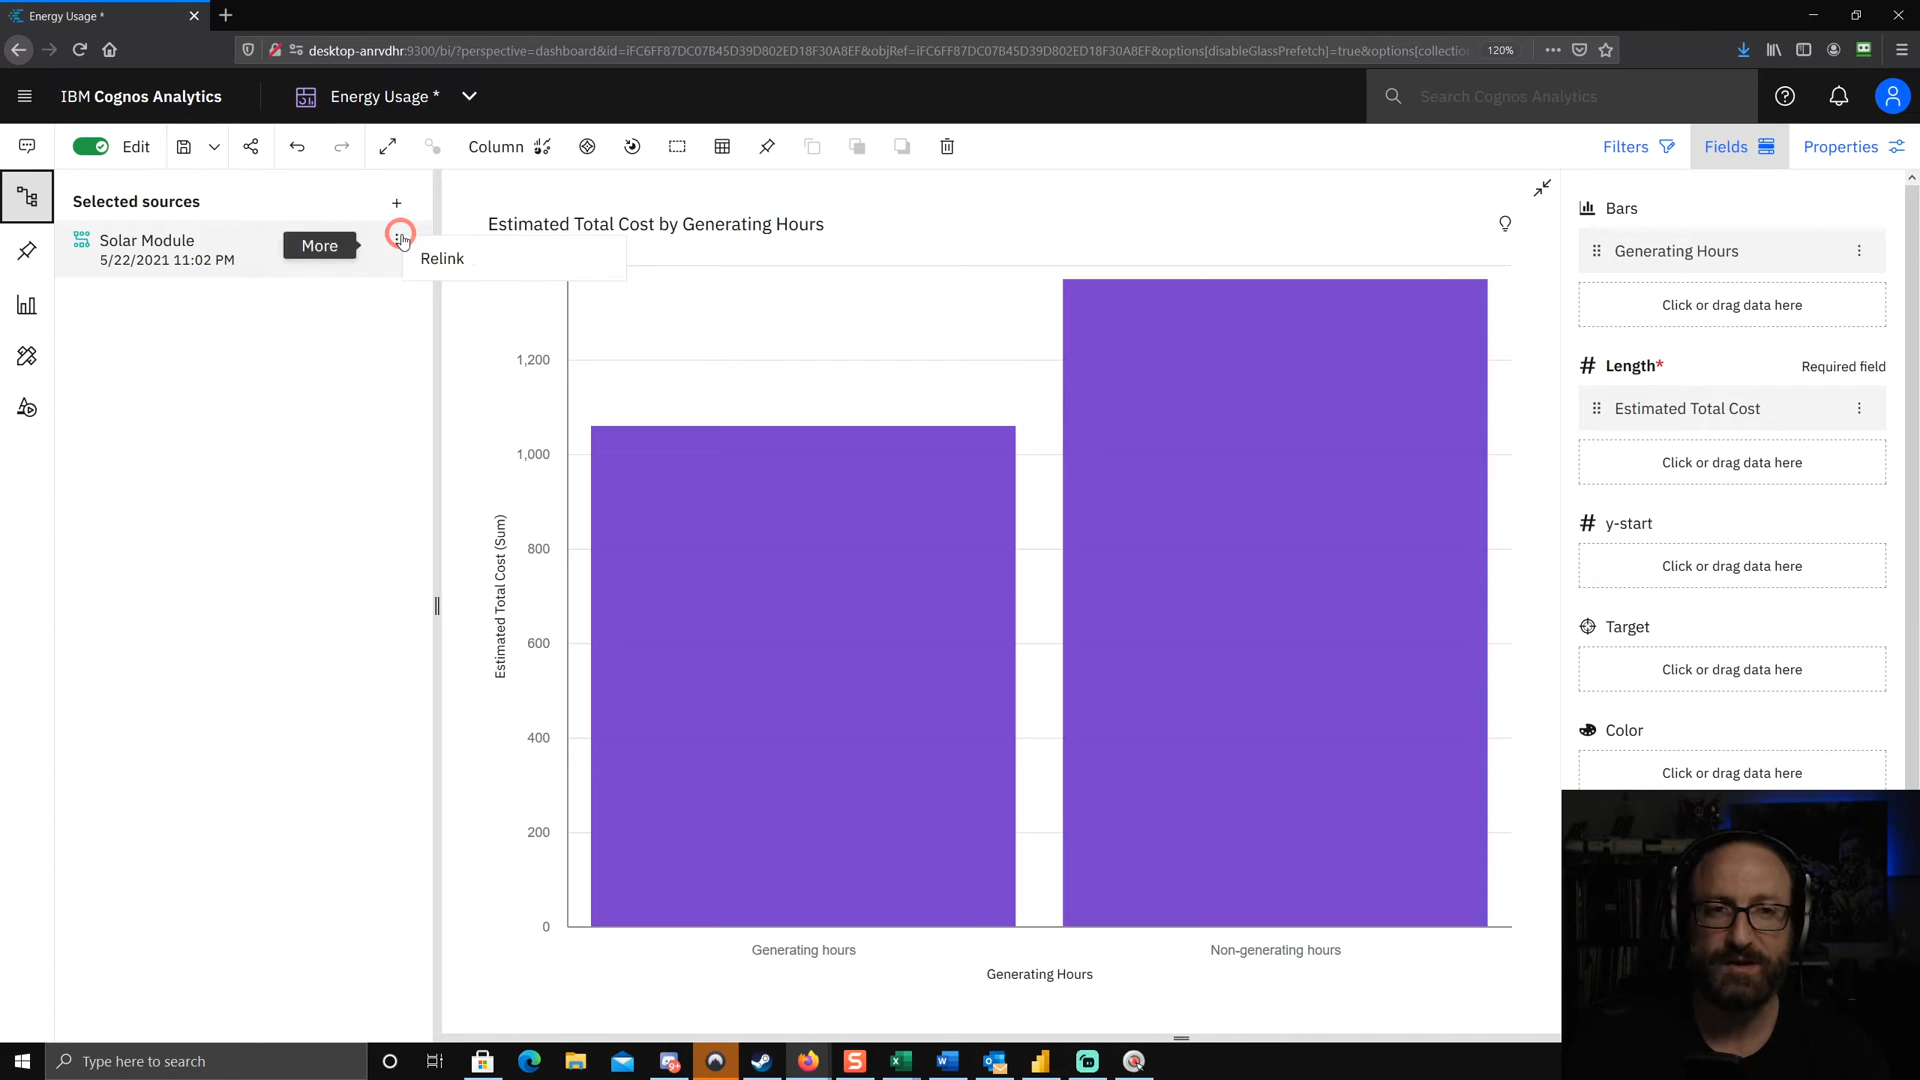 Energy Usage *
desktop-anrvdhr:9300/bi/?perspective=dashboard&id=iFC6FF87DC07B45D39D802ED18F30A8EF&objRef=iFC6FF87DC07B45D39D802ED18F30A8EF&options[disableGlassPrefetch]=true&options[collectio
120%
IBM Cognos Analytics
Energy Usage *
Search Cognos Analytics
Edit
Column
Filters
Fields
Properties
Selected sources
Solar Module
5/22/2021 11:02 PM
More
Relink
Estimated Total Cost by Generating Hours
1,200
1,000
800
600
400
200
0
Estimated Total Cost (Sum)
Generating hours
Non-generating hours
Generating Hours
Bars
Generating Hours
Click or drag data here
Length*
Required field
Estimated Total Cost
Click or drag data here
y-start
Click or drag data here
Target
Click or drag data here
Color
Click or drag data here
Type here to search